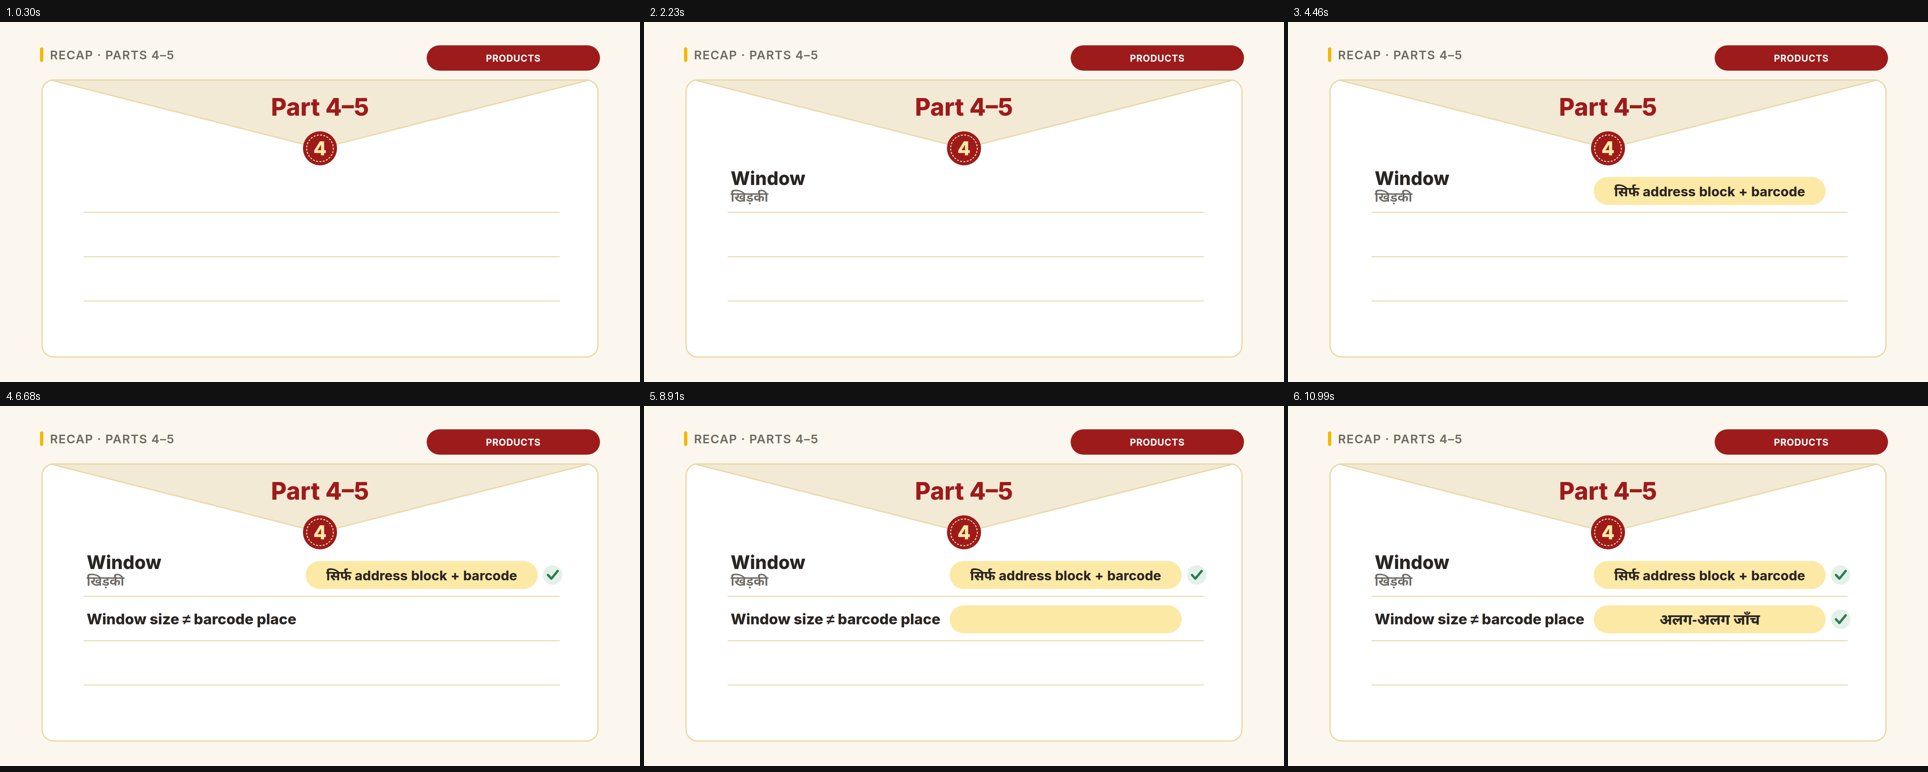 1. 0.30s
RECAP · PARTS 4–5
PRODUCTS
Part 4–5
4
2. 2.23s
RECAP · PARTS 4–5
PRODUCTS
Part 4–5
4
Window
खिड़की
3. 4.46s
RECAP · PARTS 4–5
PRODUCTS
Part 4–5
4
Window
खिड़की
सिर्फ address block + barcode
4. 6.68s
RECAP · PARTS 4–5
PRODUCTS
Part 4–5
4
Window
खिड़की
सिर्फ address block + barcode
Window size ≠ barcode place
5. 8.91s
RECAP · PARTS 4–5
PRODUCTS
Part 4–5
4
Window
खिड़की
सिर्फ address block + barcode
Window size ≠ barcode place
6. 10.99s
RECAP · PARTS 4–5
PRODUCTS
Part 4–5
4
Window
खिड़की
सिर्फ address block + barcode
Window size ≠ barcode place
अलग-अलग जाँच